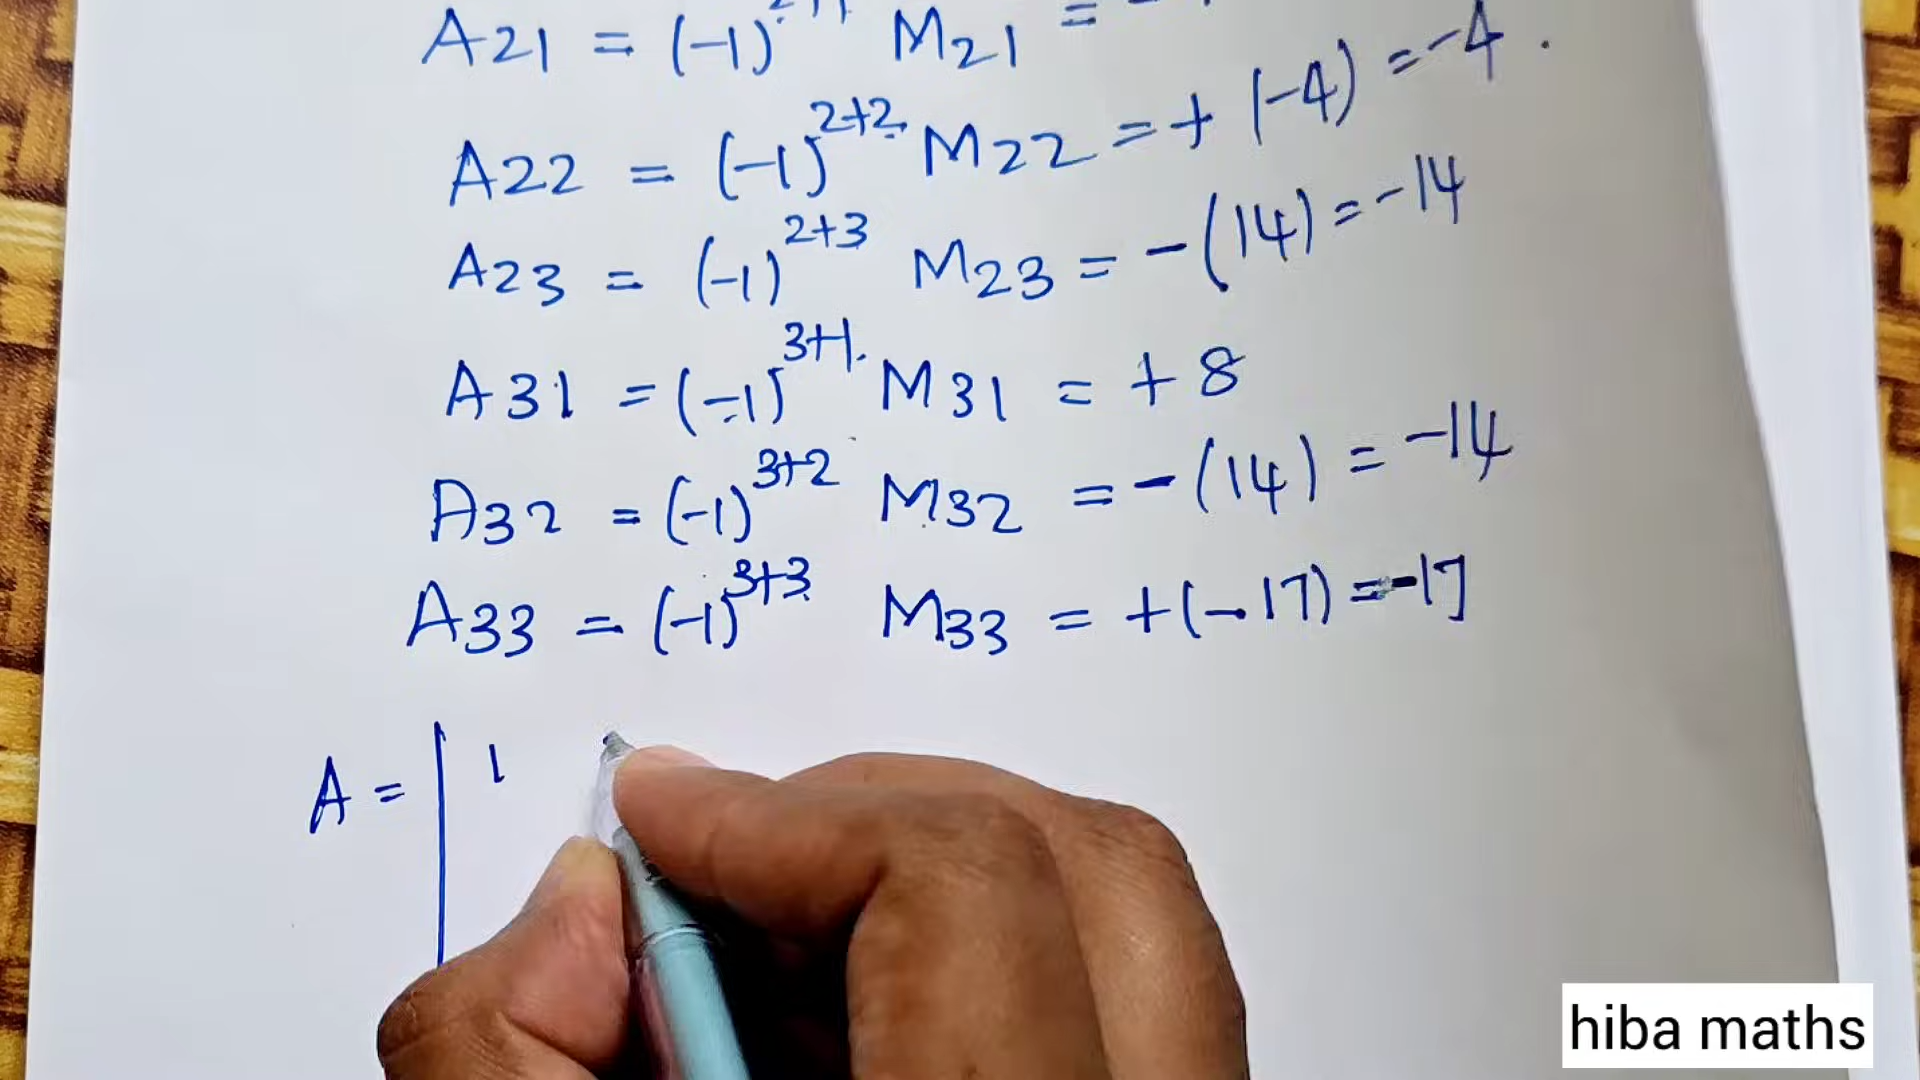 A21 = (-1)^2+1 M21 = -
A22 = (-1)^2+2 M22 = + (-4) = -4.
A23 = (-1)^2+3 M23 = - (14) = -14
A31 = (-1)^3+1 M31 = + 8
A32 = (-1)^3+2 M32 = - (14) = -14
A33 = (-1)^3+3 M33 = + (-17) = -17
A = | 1
hiba maths